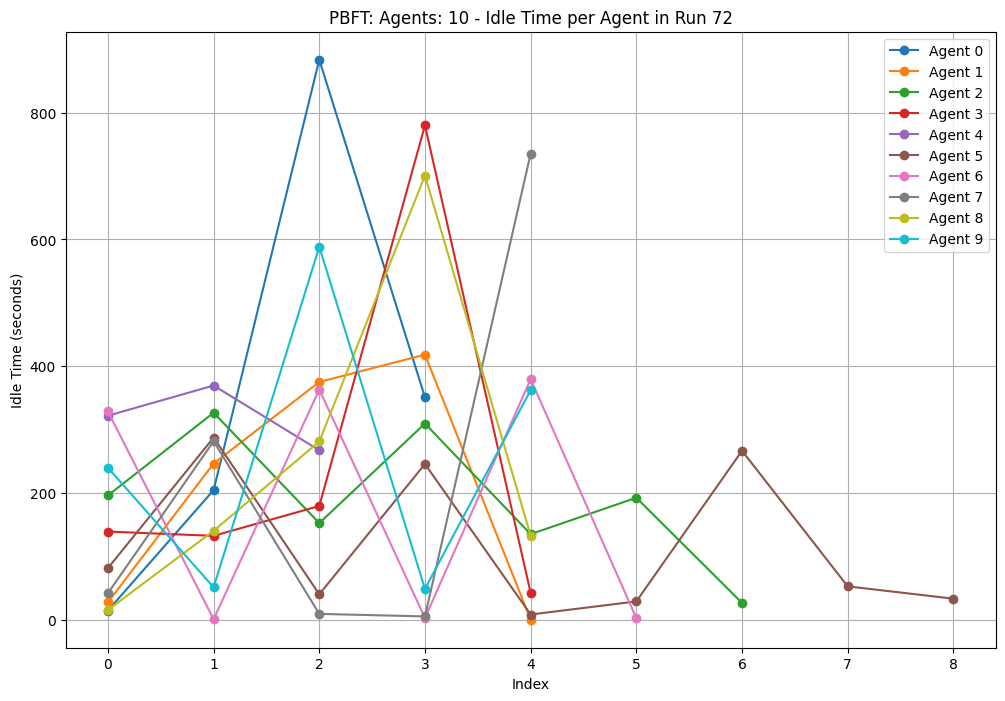 PBFT: Agents: 10 - Idle Time per Agent in Run 72
Idle Time (seconds)
800
600
400
200
0
0 1 2 3 4 5 6 7 8
Index
Agent 0
Agent 1
Agent 2
Agent 3
Agent 4
Agent 5
Agent 6
Agent 7
Agent 8
Agent 9